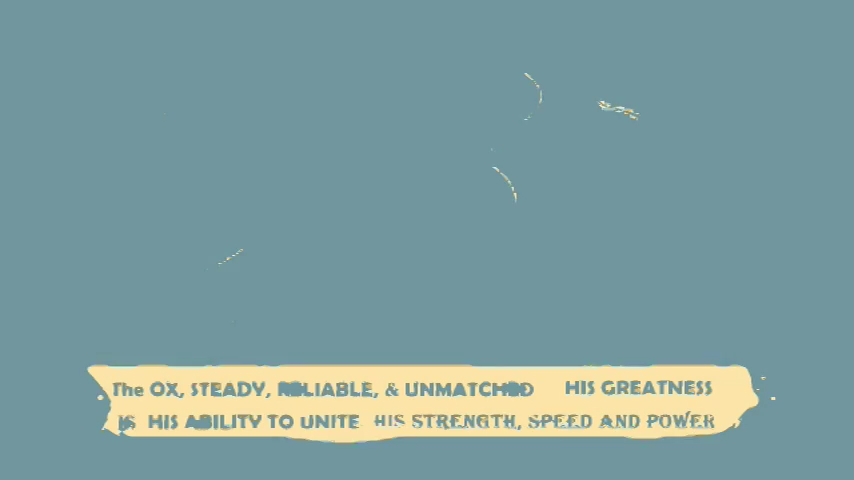 The OX, STEADY, RELIABLE, & UNMATCHED HIS GREATNESS
IS HIS ABILITY TO UNITE HIS STRENGTH, SPEED AND POWER